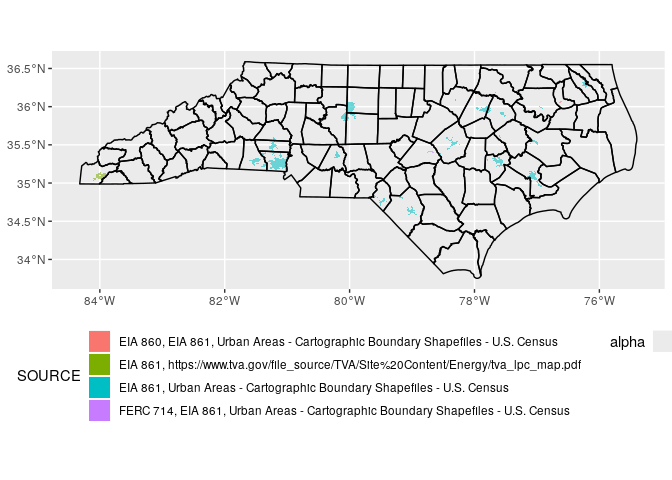 36.5°N
36°N
35.5°N
35°N
34.5°N
34°N
84°W 82°W 80°W 78°W 76°W
SOURCE
EIA 860, EIA 861, Urban Areas - Cartographic Boundary Shapefiles - U.S. Census
EIA 861, https://www.tva.gov/file_source/TVA/Site%20Content/Energy/tva_lpc_map.pdf
EIA 861, Urban Areas - Cartographic Boundary Shapefiles - U.S. Census
FERC 714, EIA 861, Urban Areas - Cartographic Boundary Shapefiles - U.S. Census
alpha